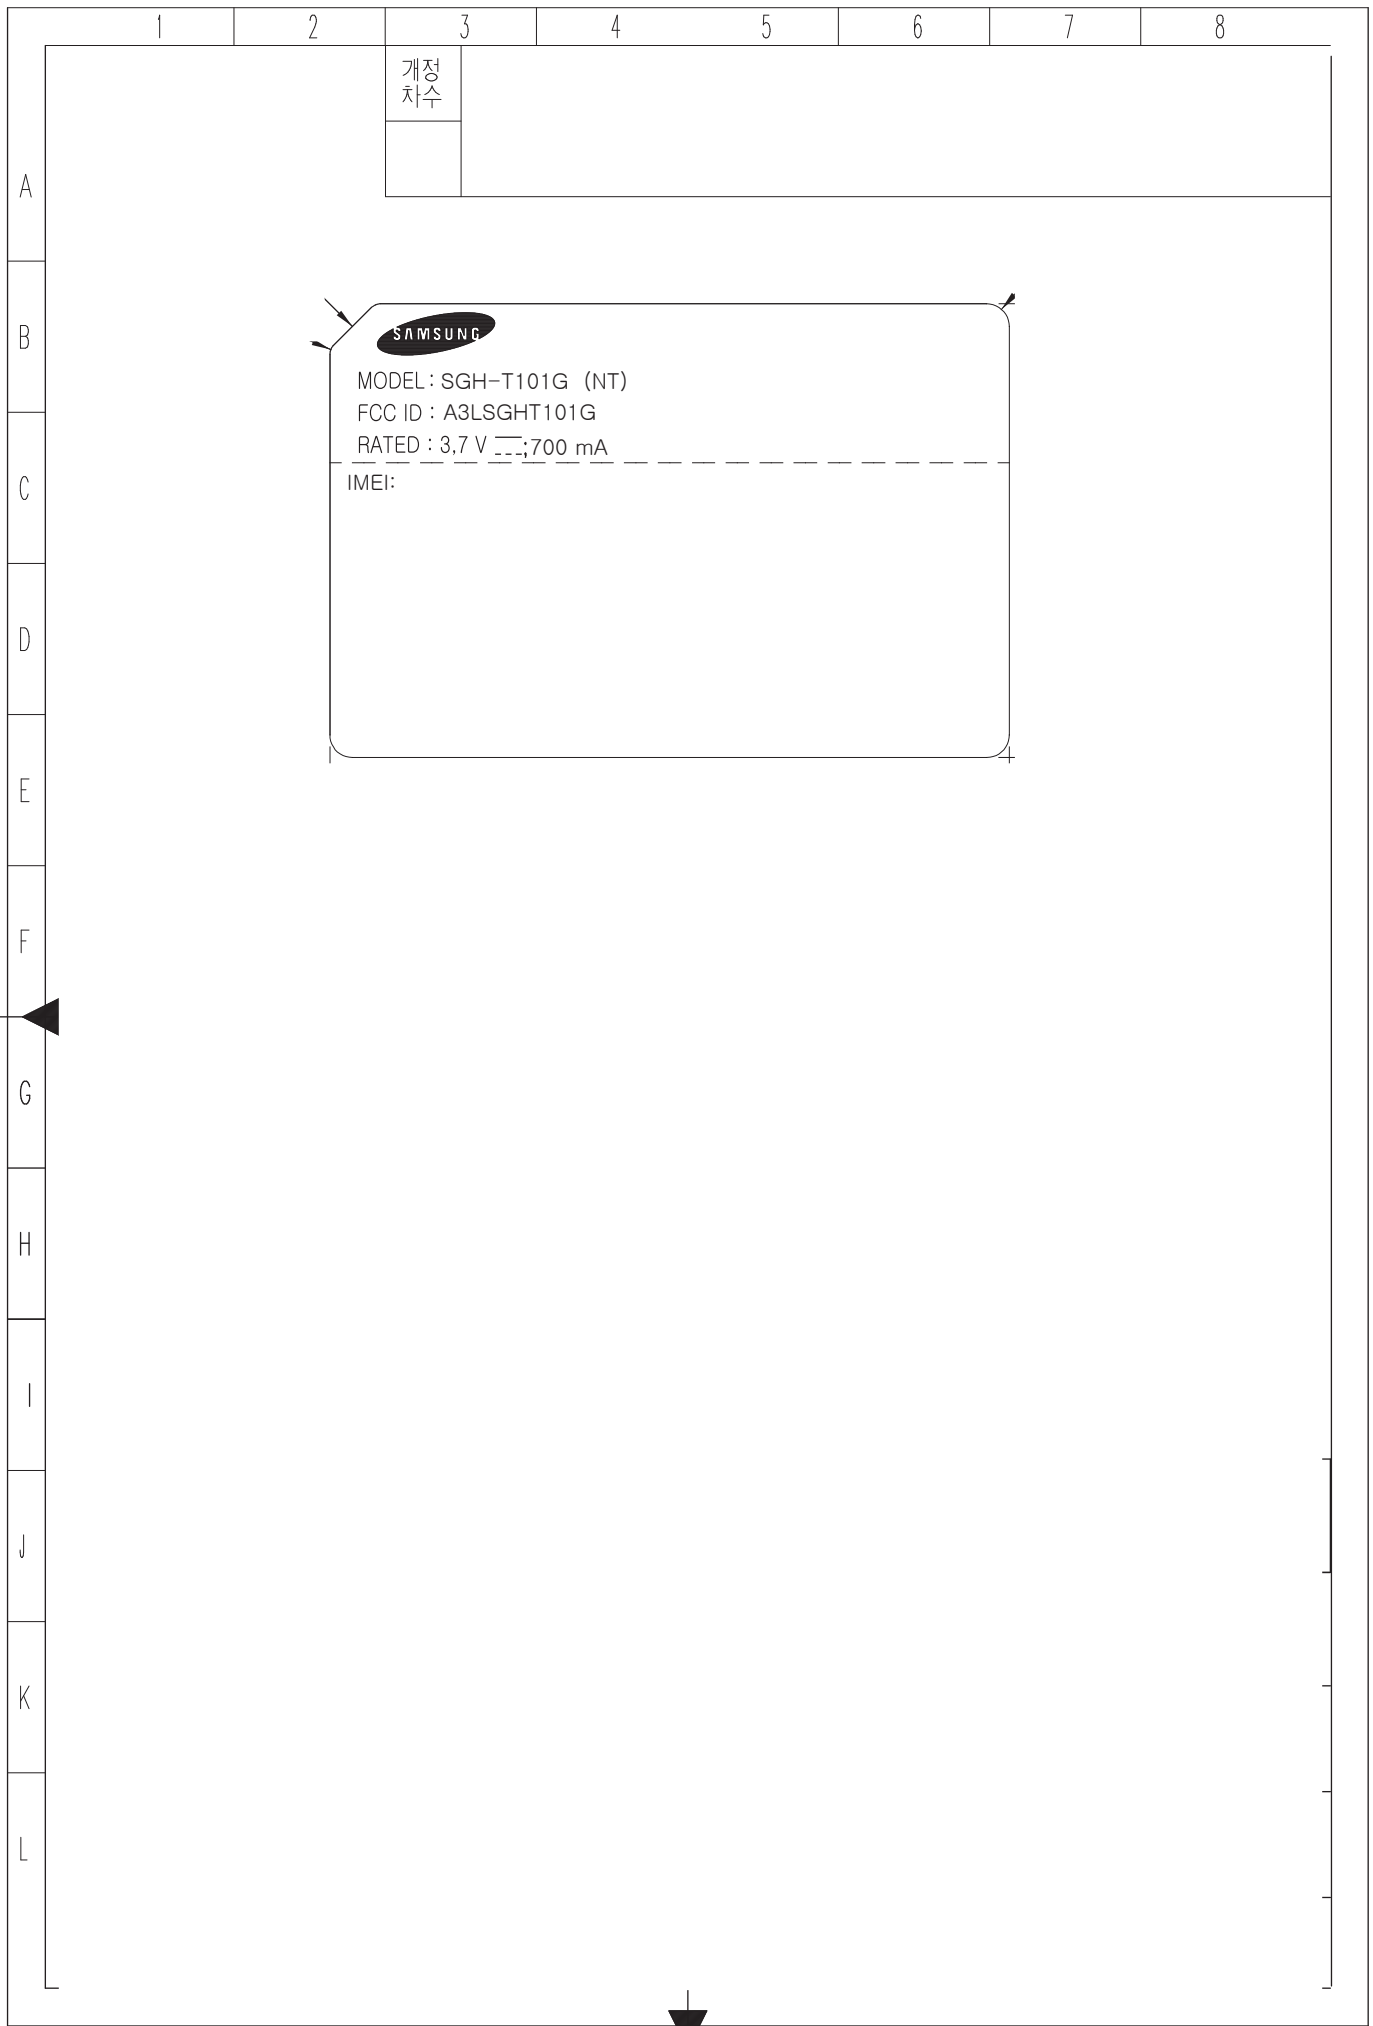 1 2 3 4 5 6 7 8
개정
차수
A
B
SAMSUNG
MODEL : SGH-T101G (NT)
FCC ID : A3LSGHT101G
RATED : 3,7 V ⎓;700 mA
C
IMEI:
D
E
F
G
H
I
J
K
L